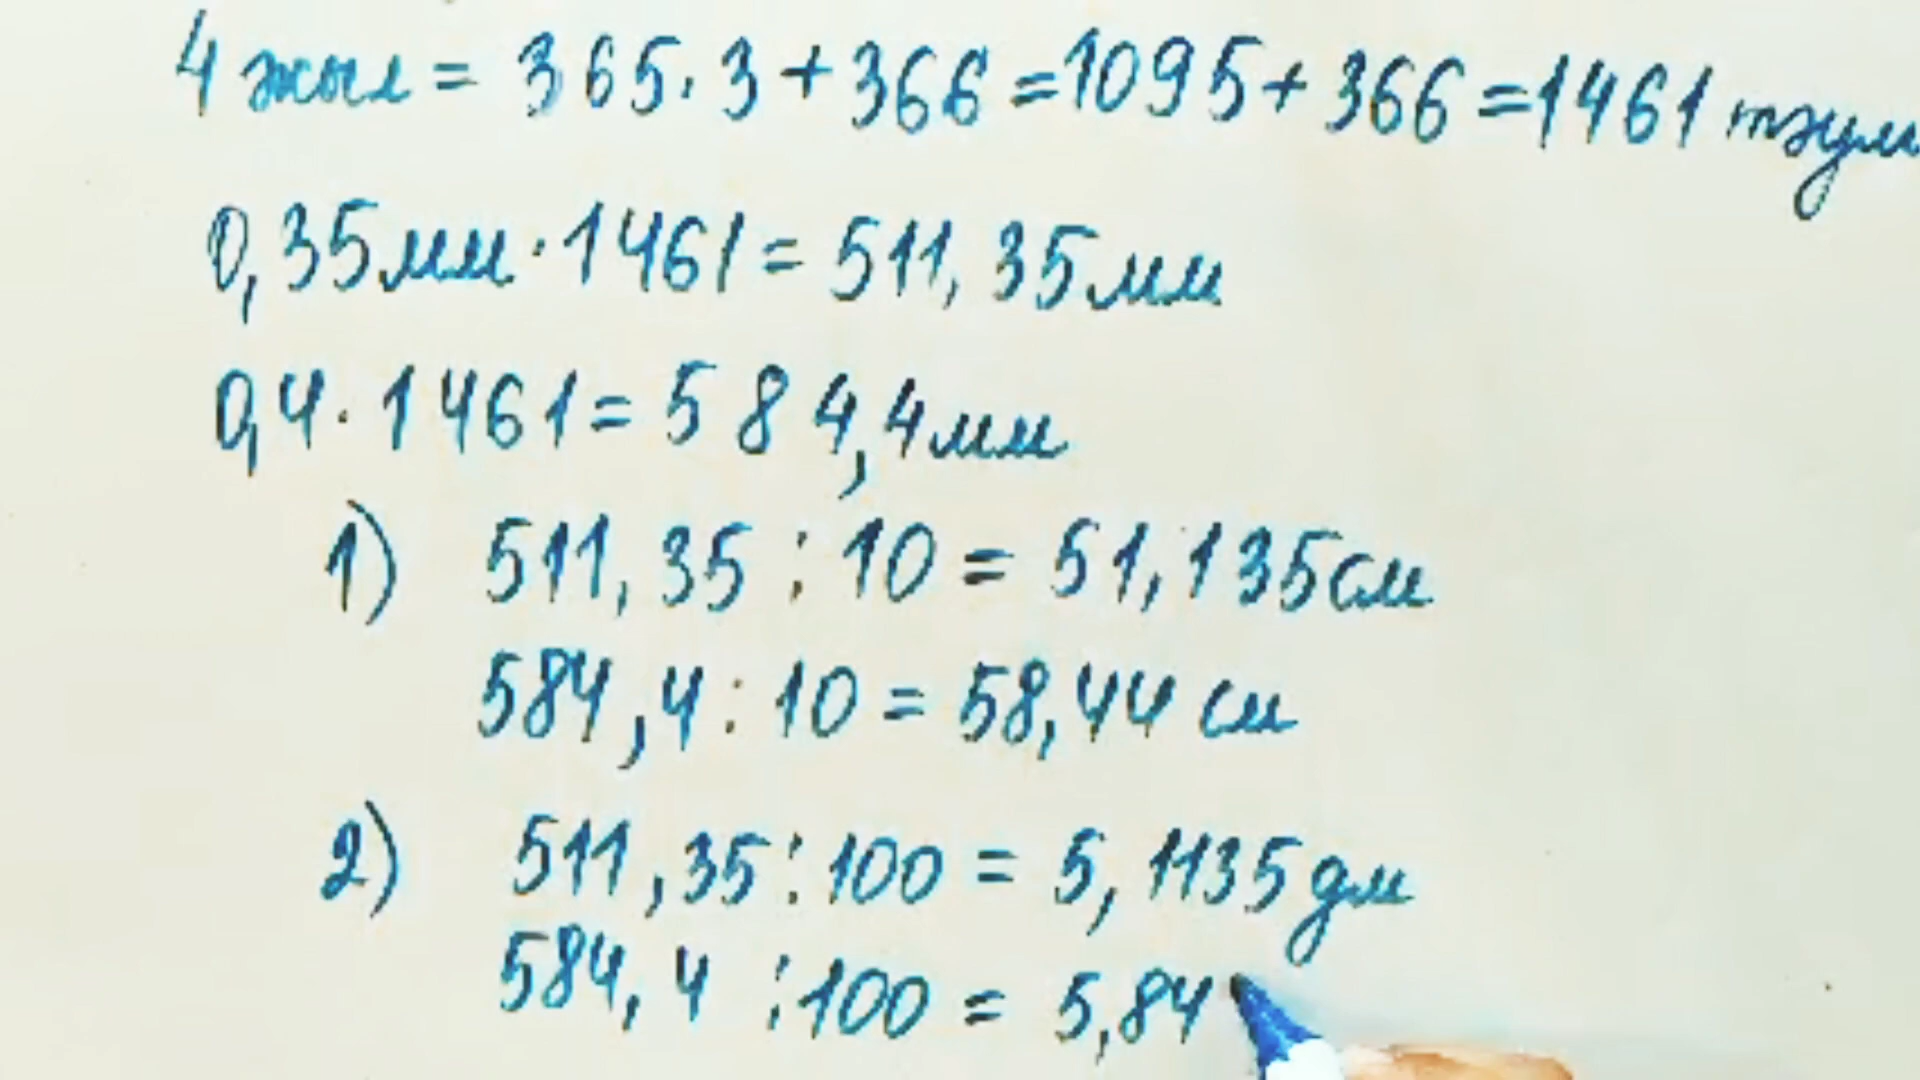 4 жыл = 365 · 3 + 366 = 1095 + 366 = 1461
0,35мм · 1461 = 511,35мм
0,4 · 1461 = 584,4мм
1) 511,35 : 10 = 51,135см
584,4 : 10 = 58,44 см
2) 511,35 : 100 = 5,1135дм
584,4 : 100 = 5,84